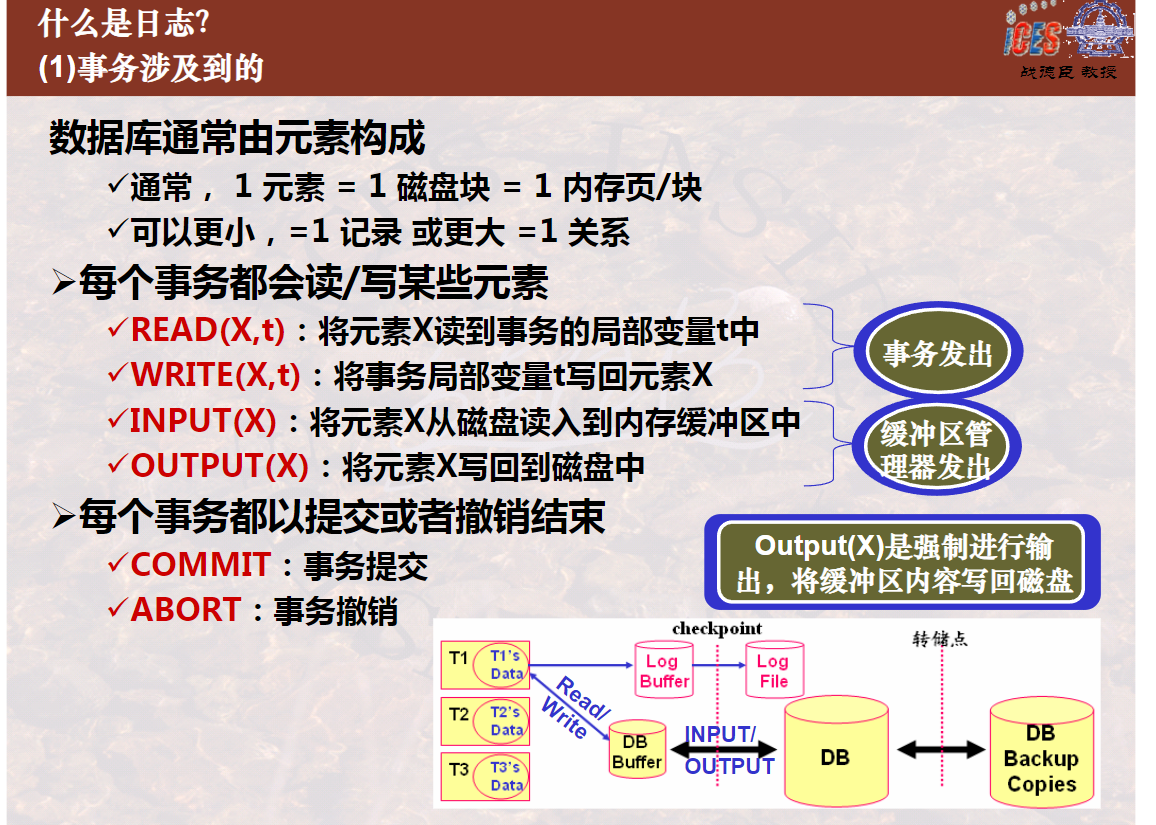 什么是日志?
(1)事务涉及到的
iCES
战德臣 教授
数据库通常由元素构成
✓通常，1 元素 = 1 磁盘块 = 1 内存页/块
✓可以更小，=1 记录 或更大 =1 关系
➢每个事务都会读/写某些元素
✓READ(X,t)：将元素X读到事务的局部变量t中
✓WRITE(X,t)：将事务局部变量t写回元素X
事务发出
✓INPUT(X)：将元素X从磁盘读入到内存缓冲区中
✓OUTPUT(X)：将元素X写回到磁盘中
缓冲区管
理器发出
➢每个事务都以提交或者撤销结束
✓COMMIT：事务提交
✓ABORT：事务撤销
Output(X)是强制进行输
出，将缓冲区内容写回磁盘
checkpoint
转储点
T1
T1's
Data
Log
Buffer
Log
File
Read/
Write
T2
T2's
Data
DB
Buffer
INPUT/
OUTPUT
DB
DB
Backup
Copies
T3
T3's
Data